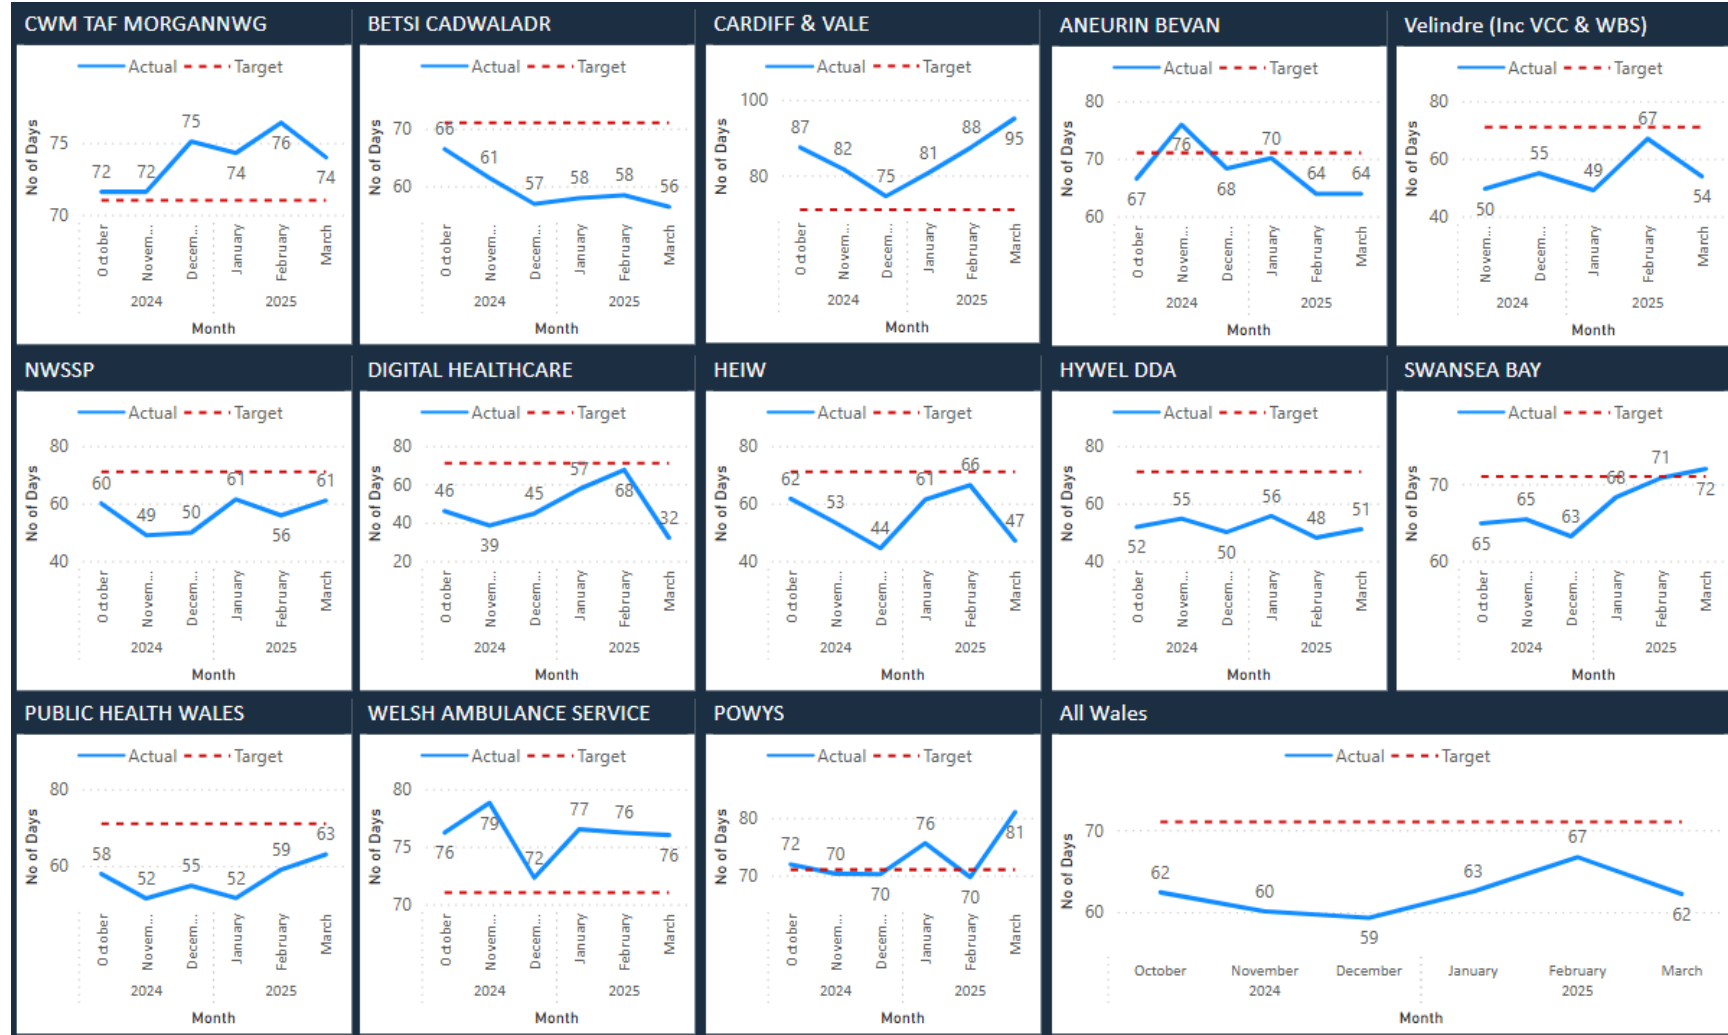 CWM TAF MORGANNWG
Actual Target
No of Days
75
70
72 72 75 74 76 74
October Novem... Decem... January February March
2024 2025
Month
BETSI CADWALADR
Actual Target
No of Days
70
60
66 61 57 58 58 56
October Novem... Decem... January February March
2024 2025
Month
CARDIFF & VALE
Actual Target
No of Days
100
80
87 82 75 81 88 95
October Novem... Decem... January February March
2024 2025
Month
ANEURIN BEVAN
Actual Target
No of Days
80
70
60
67 76 68 70 64 64
October Novem... Decem... January February March
2024 2025
Month
Velindre (Inc VCC & WBS)
Actual Target
No of Days
80
60
40
50 55 49 67 54
Novem... Decem... January February March
2024 2025
Month
NWSSP
Actual Target
No of Days
80
60
40
60 49 50 61 56 61
October Novem... Decem... January February March
2024 2025
Month
DIGITAL HEALTHCARE
Actual Target
No of Days
80
60
40
20
46 39 45 57 68 32
October Novem... Decem... January February March
2024 2025
Month
HEIW
Actual Target
No of Days
80
60
40
62 53 44 61 66 47
October Novem... Decem... January February March
2024 2025
Month
HYWEL DDA
Actual Target
No of Days
80
60
40
52 55 50 56 48 51
October Novem... Decem... January February March
2024 2025
Month
SWANSEA BAY
Actual Target
No of Days
70
60
65 65 63 68 71 72
October Novem... Decem... January February March
2024 2025
Month
PUBLIC HEALTH WALES
Actual Target
No of Days
80
60
58 52 55 52 59 63
October Novem... Decem... January February March
2024 2025
Month
WELSH AMBULANCE SERVICE
Actual Target
No of Days
80
75
70
76 79 72 77 76 76
October Novem... Decem... January February March
2024 2025
Month
POWYS
Actual Target
No of Days
80
70
72 70 70 76 70 81
October Novem... Decem... January February March
2024 2025
Month
All Wales
Actual Target
No of Days
70
60
62 60 59 63 67 62
October November December January February March
2024 2025
Month